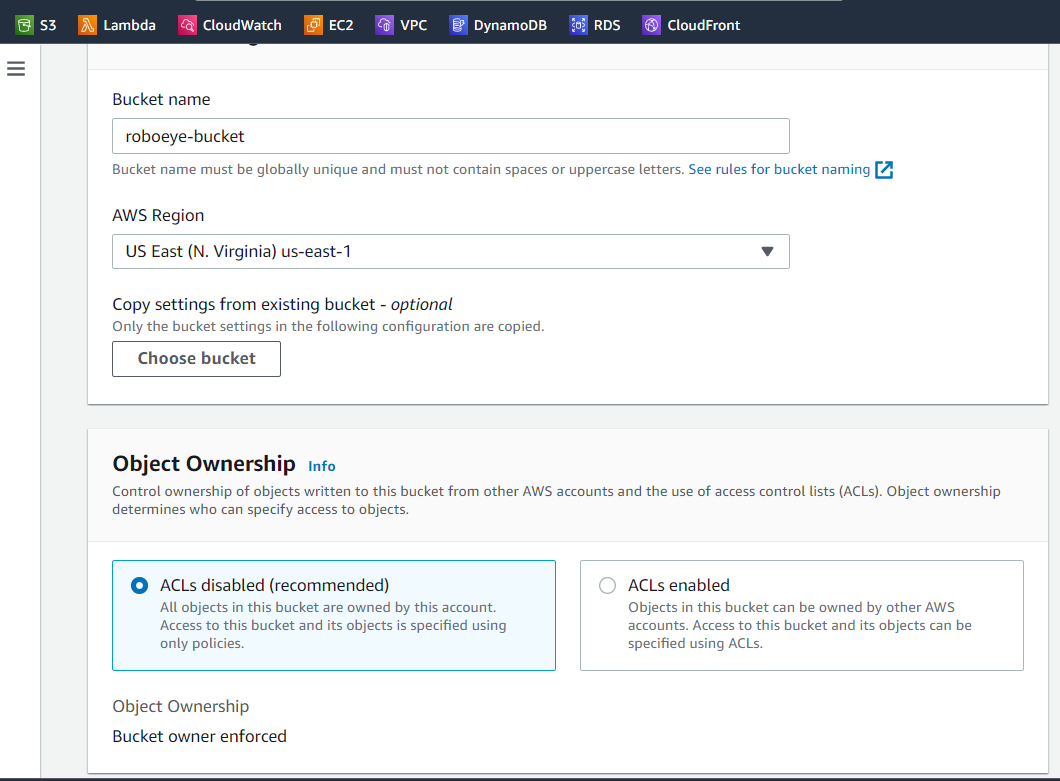 S3 Lambda CloudWatch EC2 VPC DynamoDB RDS CloudFront
Bucket name
roboeye-bucket
Bucket name must be globally unique and must not contain spaces or uppercase letters. See rules for bucket naming
AWS Region
US East (N. Virginia) us-east-1
Copy settings from existing bucket - optional
Only the bucket settings in the following configuration are copied.
Choose bucket
Object Ownership Info
Control ownership of objects written to this bucket from other AWS accounts and the use of access control lists (ACLs). Object ownership
determines who can specify access to objects.
ACLs disabled (recommended)
All objects in this bucket are owned by this account.
Access to this bucket and its objects is specified using
only policies.
ACLs enabled
Objects in this bucket can be owned by other AWS
accounts. Access to this bucket and its objects can be
specified using ACLs.
Object Ownership
Bucket owner enforced